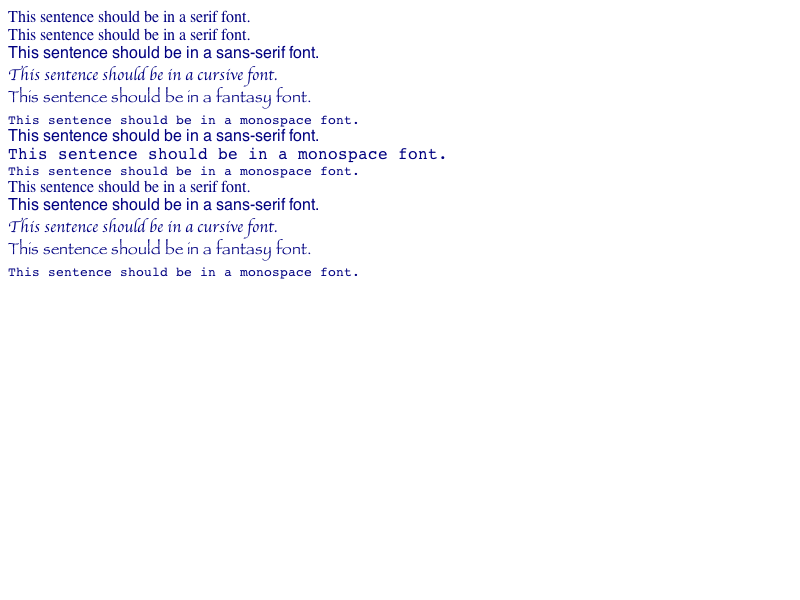 This sentence should be in a serif font.
This sentence should be in a serif font.
This sentence should be in a sans-serif font.
This sentence should be in a cursive font.
This sentence should be in a fantasy font.
This sentence should be in a monospace font.
This sentence should be in a sans-serif font.
This sentence should be in a monospace font.
This sentence should be in a monospace font.
This sentence should be in a serif font.
This sentence should be in a sans-serif font.
This sentence should be in a cursive font.
This sentence should be in a fantasy font.
This sentence should be in a monospace font.